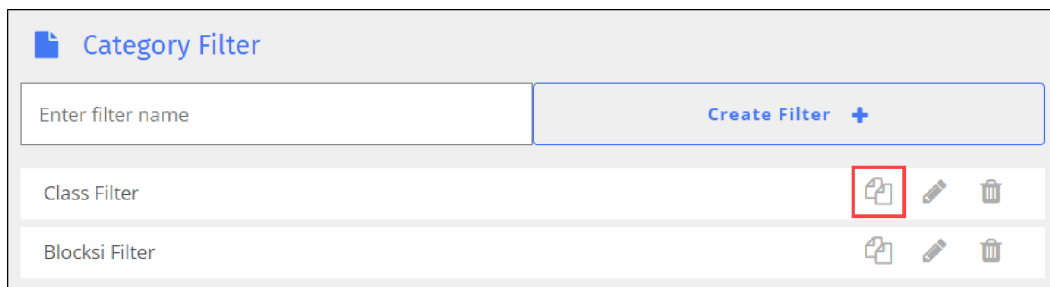 Category Filter
Enter filter name
Create Filter +
Class Filter
Blocksi Filter